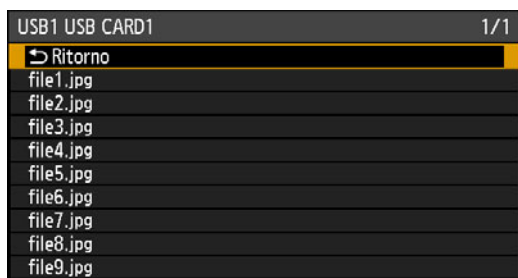 USB1 USB CARD1 1/1
⮌ Ritorno
file1.jpg
file2.jpg
file3.jpg
file4.jpg
file5.jpg
file6.jpg
file7.jpg
file8.jpg
file9.jpg